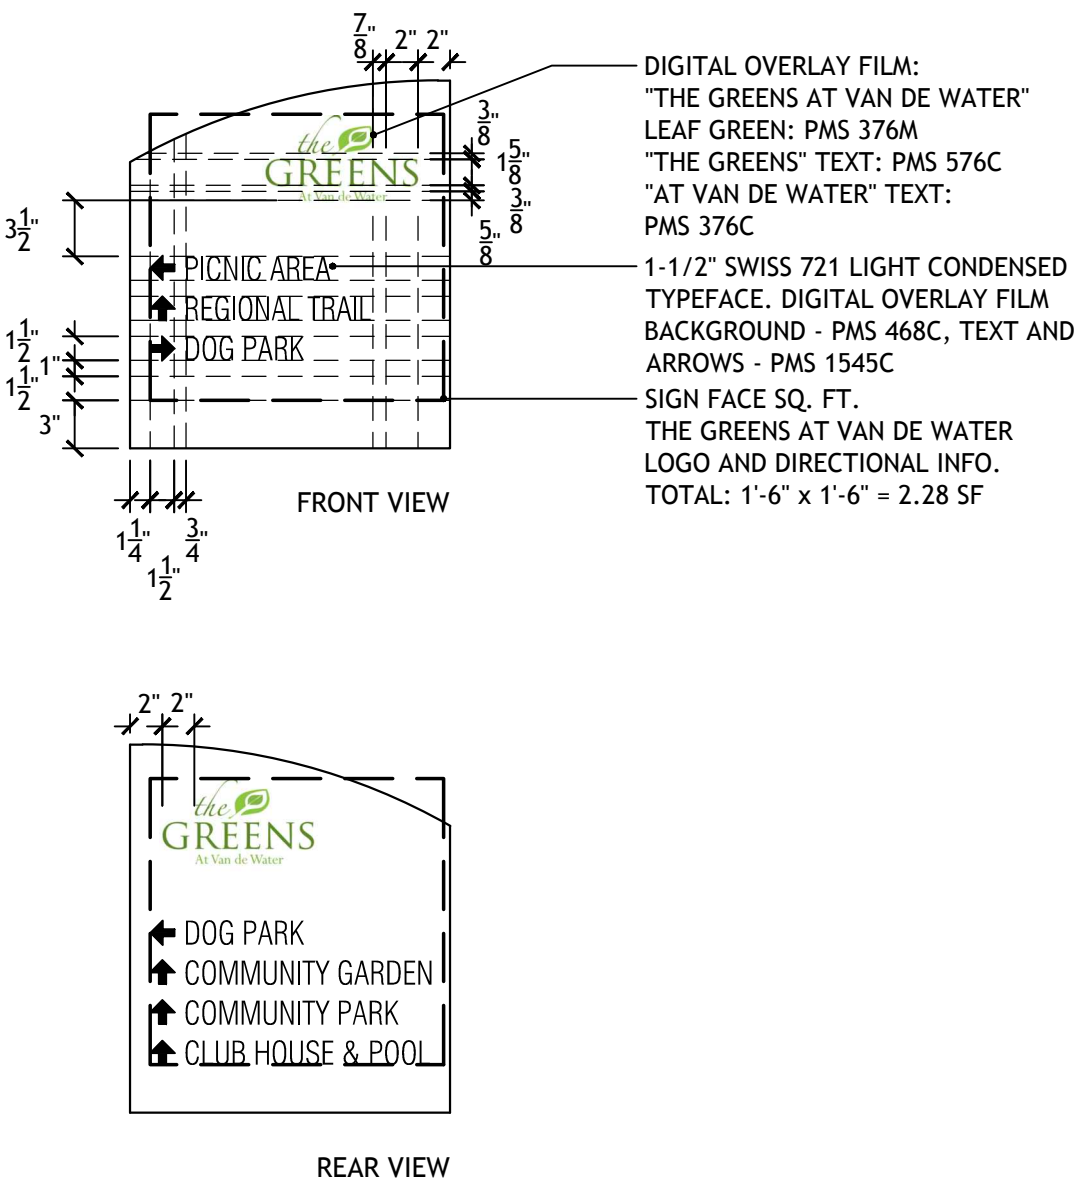 7/8" 2" 2"
DIGITAL OVERLAY FILM:
"THE GREENS AT VAN DE WATER"
LEAF GREEN: PMS 376M
"THE GREENS" TEXT: PMS 576C
"AT VAN DE WATER" TEXT:
PMS 376C
3/8"
1 5/8"
3/8"
5/8"
the
GREENS
At Van de Water
3 1/2"
PICNIC AREA
REGIONAL TRAIL
DOG PARK
1-1/2" SWISS 721 LIGHT CONDENSED
TYPEFACE. DIGITAL OVERLAY FILM
BACKGROUND - PMS 468C, TEXT AND
ARROWS - PMS 1545C
1 1/2"
1"
1 1/2"
3"
SIGN FACE SQ. FT.
THE GREENS AT VAN DE WATER
LOGO AND DIRECTIONAL INFO.
TOTAL: 1'-6" x 1'-6" = 2.28 SF
FRONT VIEW
1 1/4" 3/4"
1 1/2"
2" 2"
the
GREENS
At Van de Water
DOG PARK
COMMUNITY GARDEN
COMMUNITY PARK
CLUB HOUSE & POOL
REAR VIEW